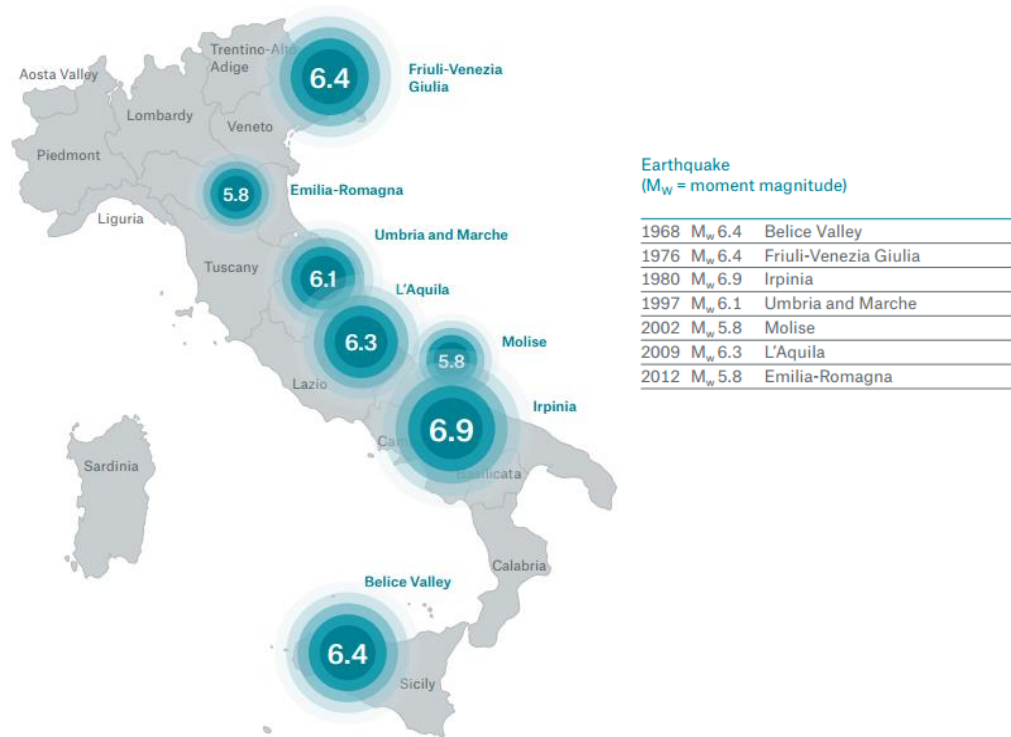 Trentino-Alto
Adige
6.4
Friuli-Venezia
Giulia
Aosta Valley
Lombardy
Veneto
Piedmont
5.8
Emilia-Romagna
Liguria
Umbria and Marche
Tuscany
6.1
L'Aquila
6.3
Molise
5.8
Lazio
Irpinia
6.9
Cam
Basilicata
Sardinia
Calabria
Belice Valley
6.4
Sicily
Earthquake
(Mw = moment magnitude)
1968 Mw 6.4 Belice Valley
1976 Mw 6.4 Friuli-Venezia Giulia
1980 Mw 6.9 Irpinia
1997 Mw 6.1 Umbria and Marche
2002 Mw 5.8 Molise
2009 Mw 6.3 L'Aquila
2012 Mw 5.8 Emilia-Romagna